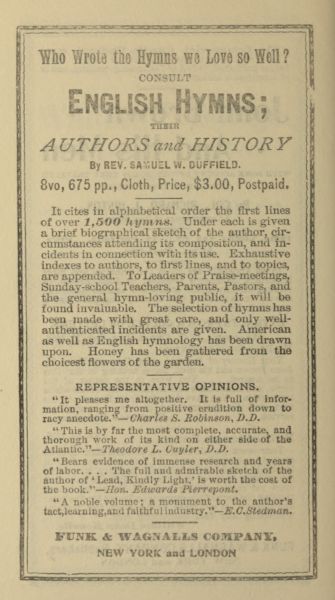 Who Wrote the Hymns we Love so Well?
CONSULT
ENGLISH HYMNS;
THEIR
AUTHORS and HISTORY
By REV. SAMUEL W. DUFFIELD.
8vo, 675 pp., Cloth, Price, $3.00, Postpaid.
It cites in alphabetical order the first lines
of over 1,500 hymns. Under each is given
a brief biographical sketch of the author, cir-
cumstances attending its composition, and in-
cidents in connection with its use. Exhaustive
indexes to authors, to first lines, and to topics,
are appended. To Leaders of Praise-meetings,
Sunday-school Teachers, Parents, Pastors, and
the general hymn-loving public, it will be
found invaluable. The selection of hymns has
been made with great care, and only well-
authenticated incidents are given. American
as well as English hymnology has been drawn
upon. Honey has been gathered from the
choicest flowers of the garden.
REPRESENTATIVE OPINIONS.
"It pleases me altogether. It is full of infor-
mation, ranging from positive erudition down to
racy anecdote."—Charles S. Robinson, D.D.
"This is by far the most complete, accurate, and
thorough work of its kind on either side of the
Atlantic."—Theodore L. Cuyler, D.D.
"Bears evidence of immense research and years
of labor. . . . The full and admirable sketch of the
author of 'Lead, Kindly Light,' is worth the cost of
the book."—Hon. Edwards Pierrepont.
"A noble volume; a monument to the author's
tact, learning, and faithful industry."—E. C. Stedman.
FUNK & WAGNALLS COMPANY,
NEW YORK and LONDON